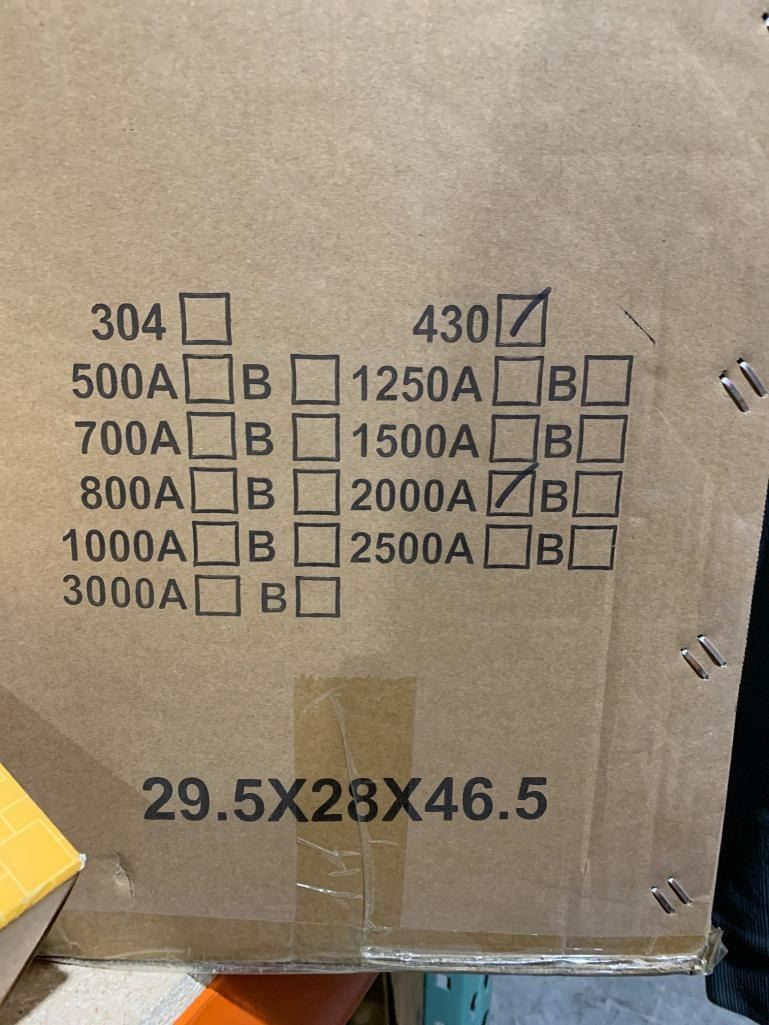 304 ☐ 430 ☑
500A ☐ B ☐ 1250A ☐ B ☐
700A ☐ B ☐ 1500A ☐ B ☐
800A ☐ B ☐ 2000A ☑ B ☐
1000A ☐ B ☐ 2500A ☐ B ☐
3000A ☐ B ☐
29.5X28X46.5